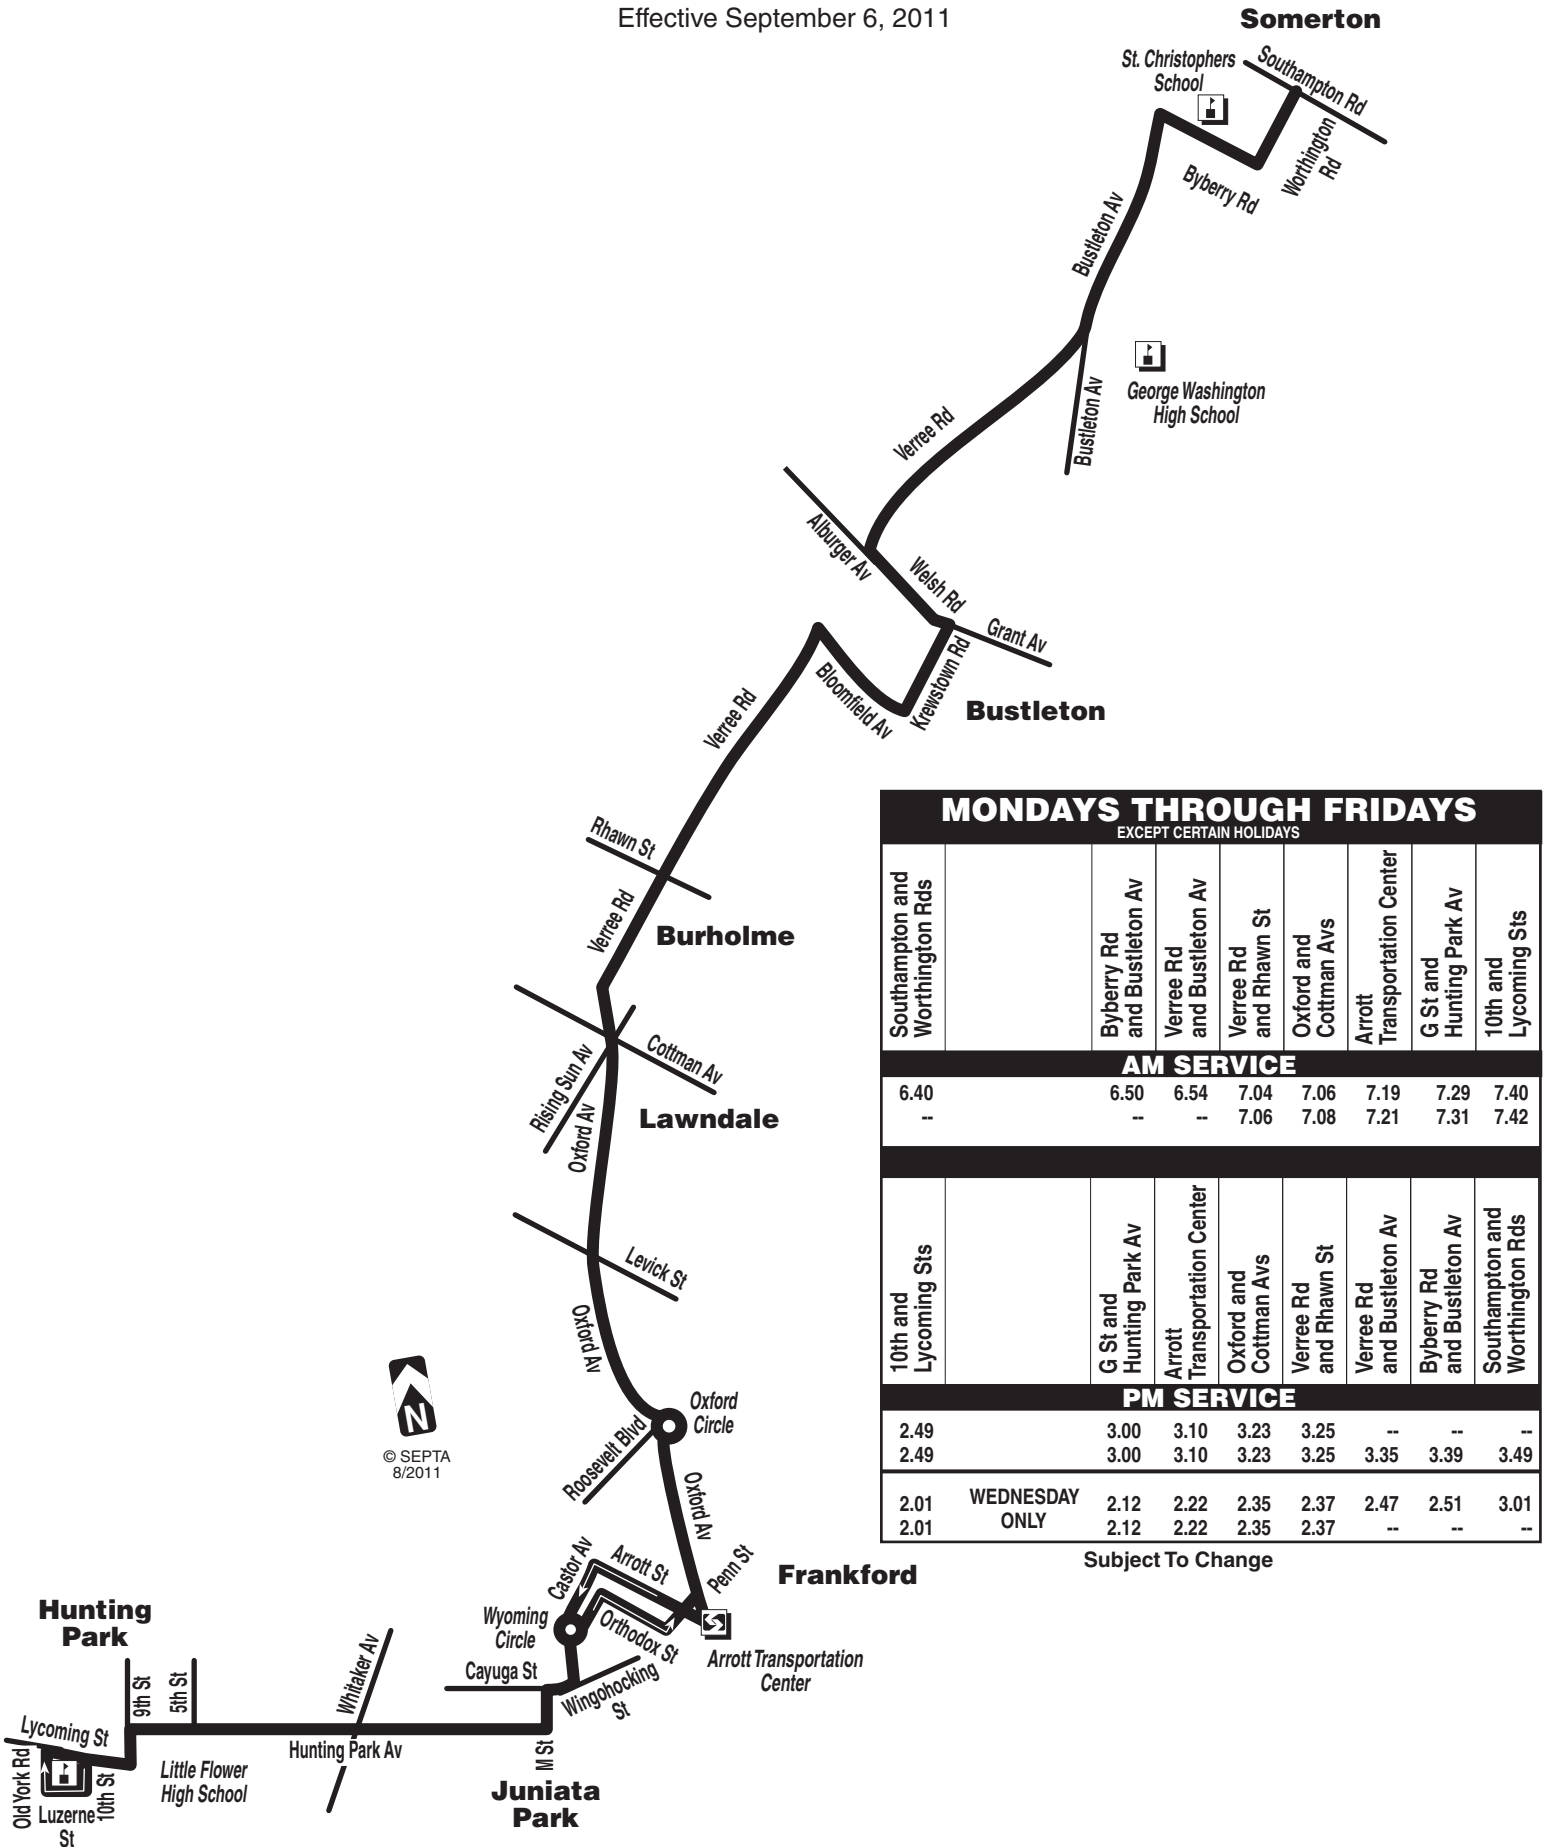 Effective September 6, 2011
Somerton
St. Christophers
School
Southampton Rd
Worthington
Rd
Byberry Rd
Bustleton Av
George Washington
High School
Bustleton Av
Verree Rd
Alburger Av
Welsh Rd
Grant Av
Krewstown Rd
Bloomfield Av
Bustleton
Verree Rd
Rhawn St
Verree Rd
Burholme
Cottman Av
Rising Sun Av
Oxford Av
Lawndale
Levick St
Oxford Av
N
© SEPTA
8/2011
Oxford
Circle
Roosevelt Blvd
Oxford Av
Castor Av
Arrott St
Penn St
Frankford
Wyoming
Circle
Orthodox St
Arrott Transportation
Center
Cayuga St
Wingohocking
St
Hunting
Park
9th St
5th St
Whitaker Av
Lycoming St
Hunting Park Av
M St
Old York Rd
10th St
Luzerne
St
Little Flower
High School
Juniata
Park
MONDAYS THROUGH FRIDAYS
EXCEPT CERTAIN HOLIDAYS
Southampton and
Worthington Rds
Byberry Rd
and Bustleton Av
Verree Rd
and Bustleton Av
Verree Rd
and Rhawn St
Oxford and
Cottman Avs
Arrott
Transportation Center
G St and
Hunting Park Av
10th and
Lycoming Sts
AM SERVICE
6.40 6.50 6.54 7.04 7.06 7.19 7.29 7.40
-- -- -- 7.06 7.08 7.21 7.31 7.42
10th and
Lycoming Sts
G St and
Hunting Park Av
Arrott
Transportation Center
Oxford and
Cottman Avs
Verree Rd
and Rhawn St
Verree Rd
and Bustleton Av
Byberry Rd
and Bustleton Av
Southampton and
Worthington Rds
PM SERVICE
2.49 3.00 3.10 3.23 3.25 -- -- --
2.49 3.00 3.10 3.23 3.25 3.35 3.39 3.49
2.01 WEDNESDAY 2.12 2.22 2.35 2.37 2.47 2.51 3.01
2.01 ONLY 2.12 2.22 2.35 2.37 -- -- --
Subject To Change